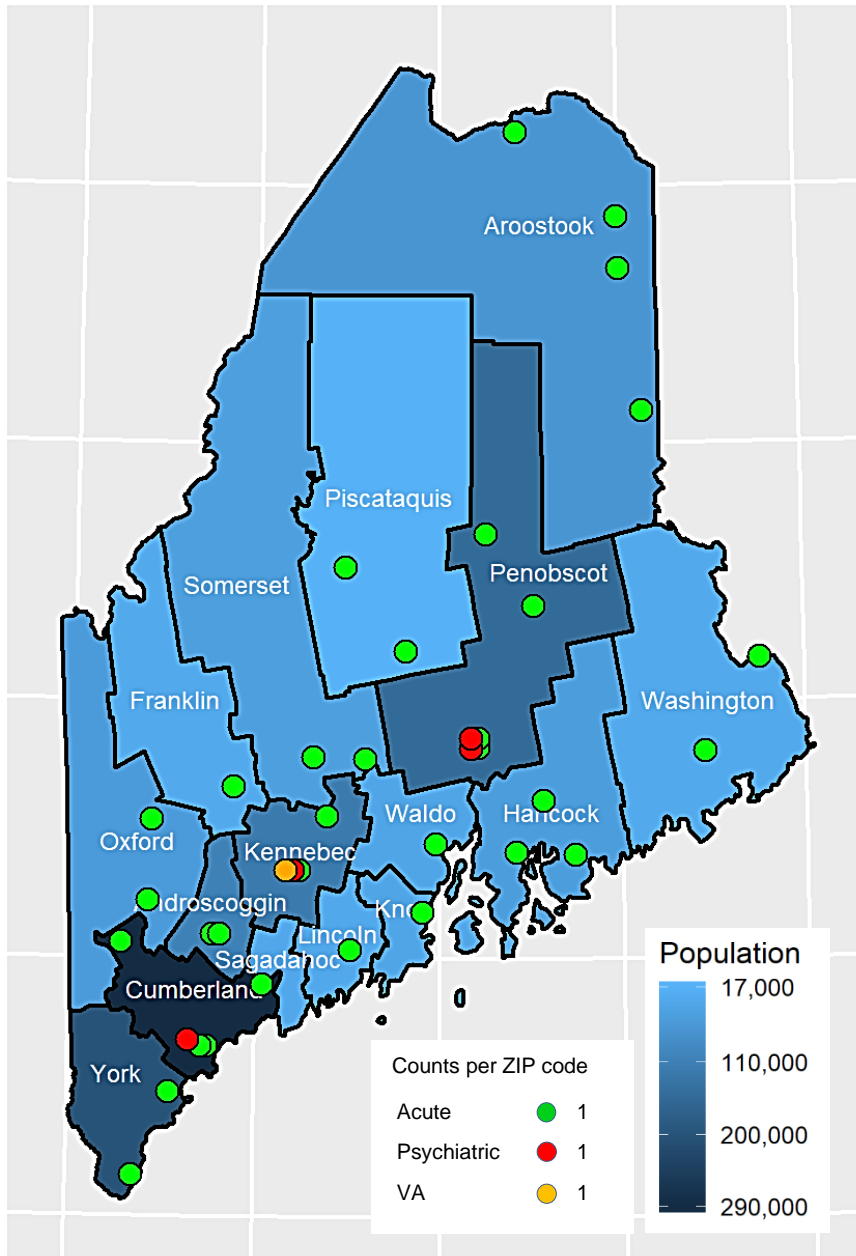 Aroostook
Piscataquis
Penobscot
Somerset
Franklin
Washington
Waldo
Hancock
Oxford
Kennebec
Androscoggin
Lincoln
Sagadahoc
Cumberland
York
Population
17,000
110,000
200,000
290,000
Counts per ZIP code
Acute 1
Psychiatric 1
VA 1